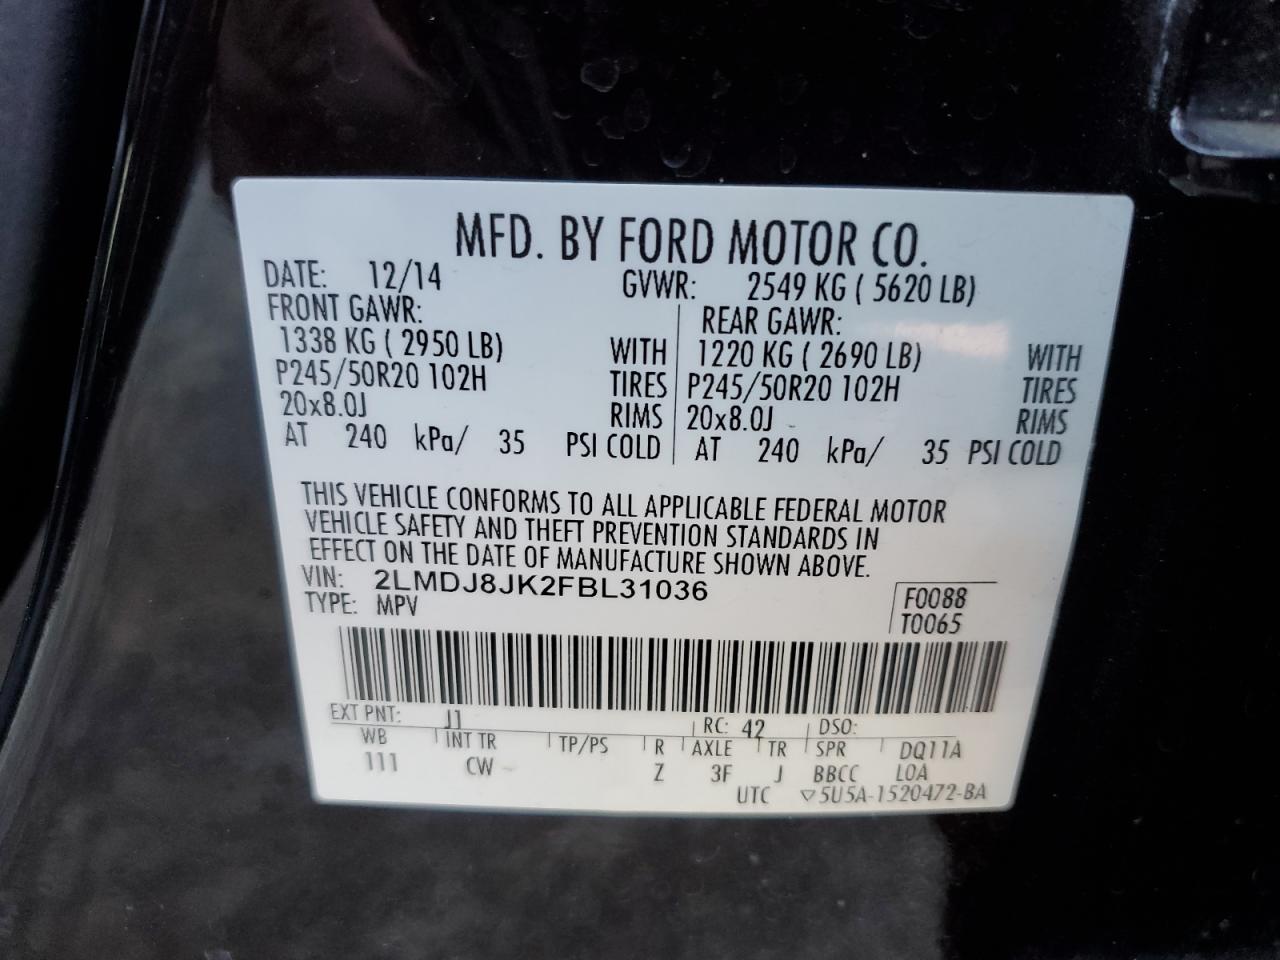 MFD. BY FORD MOTOR CO.
DATE: 12/14 GVWR: 2549 KG ( 5620 LB)
FRONT GAWR: REAR GAWR:
1338 KG ( 2950 LB) WITH 1220 KG ( 2690 LB) WITH
P245/50R20 102H TIRES P245/50R20 102H TIRES
20x8.0J RIMS 20x8.0J RIMS
AT 240 kPa/ 35 PSI COLD AT 240 kPa/ 35 PSI COLD
THIS VEHICLE CONFORMS TO ALL APPLICABLE FEDERAL MOTOR
VEHICLE SAFETY AND THEFT PREVENTION STANDARDS IN
EFFECT ON THE DATE OF MANUFACTURE SHOWN ABOVE.
VIN: 2LMDJ8JK2FBL31036 F0088
TYPE: MPV T0065
EXT PNT: J1 RC: 42 DSO:
WB INT TR TP/PS R AXLE TR SPR DQ11A
111 CW Z 3F J BBCC LOA
UTC ▽5U5A-1520472-BA